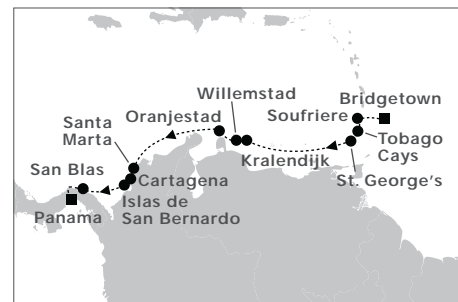 Willemstad
Bridgetown
Oranjestad
Soufriere
Santa
Marta
Tobago
Cays
San Blas
Kralendijk
Cartagena
St. George's
Panama
Islas de
San Bernardo